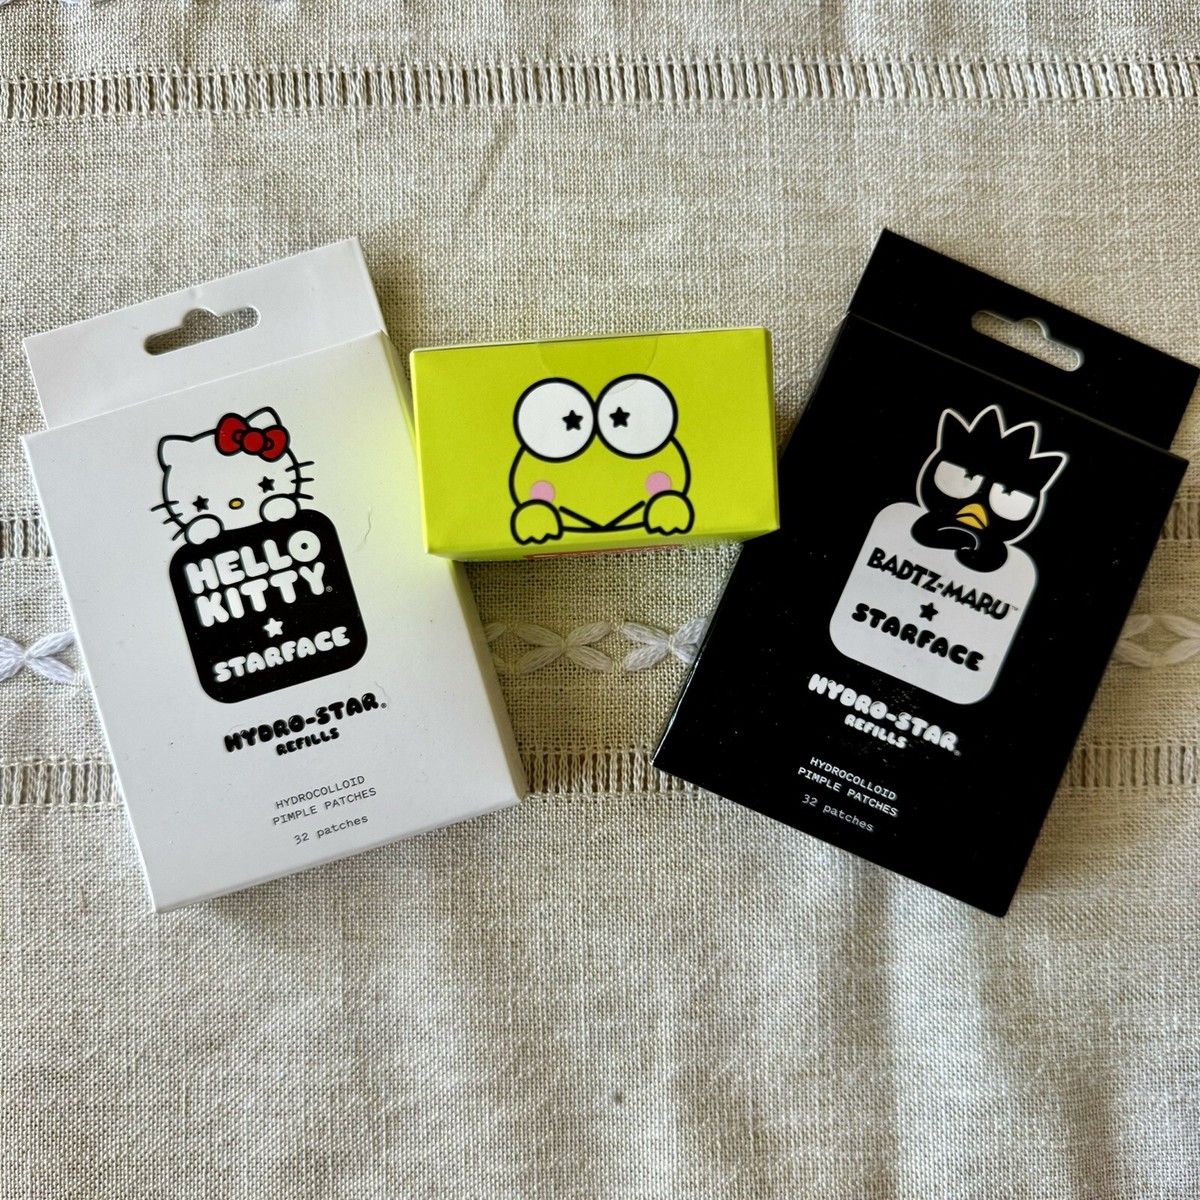 HELLO
KITTY®
STARFACE
HYDRO-STAR®
REFILLS
HYDROCOLLOID
PIMPLE PATCHES
32 patches
BADTZ-MARU™
STARFACE
HYDRO-STAR®
REFILLS
HYDROCOLLOID
PIMPLE PATCHES
32 patches